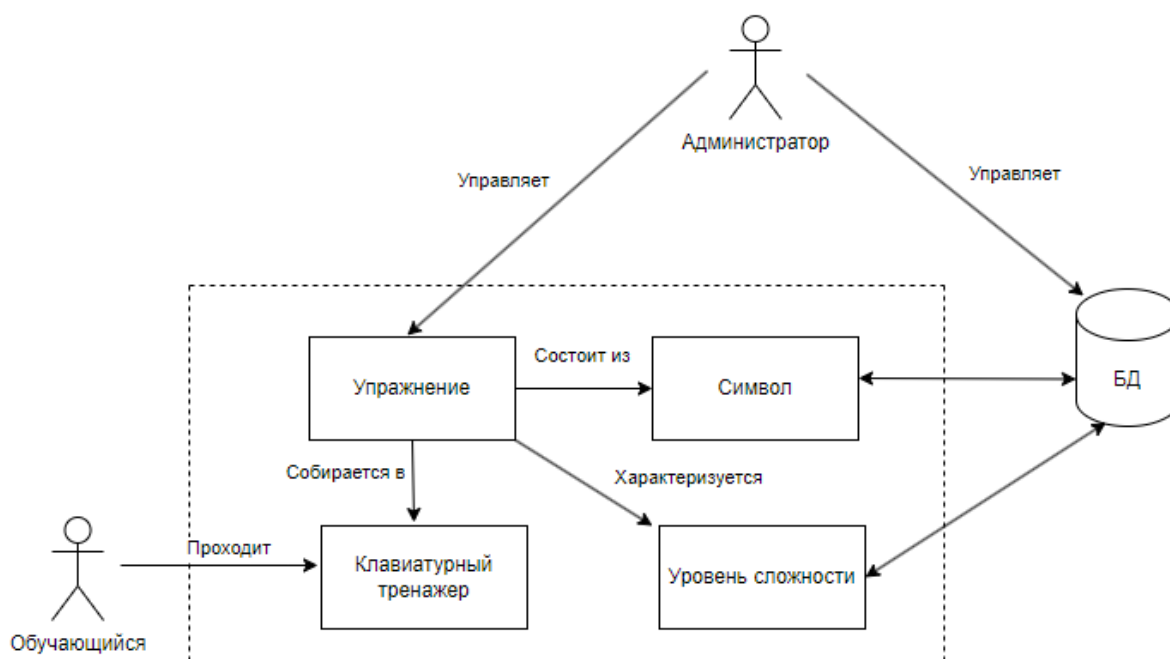 Администратор
Управляет
Управляет
Состоит из
Упражнение
Символ
БД
Собирается в
Характеризуется
Проходит
Клавиатурный
тренажер
Уровень сложности
Обучающийся